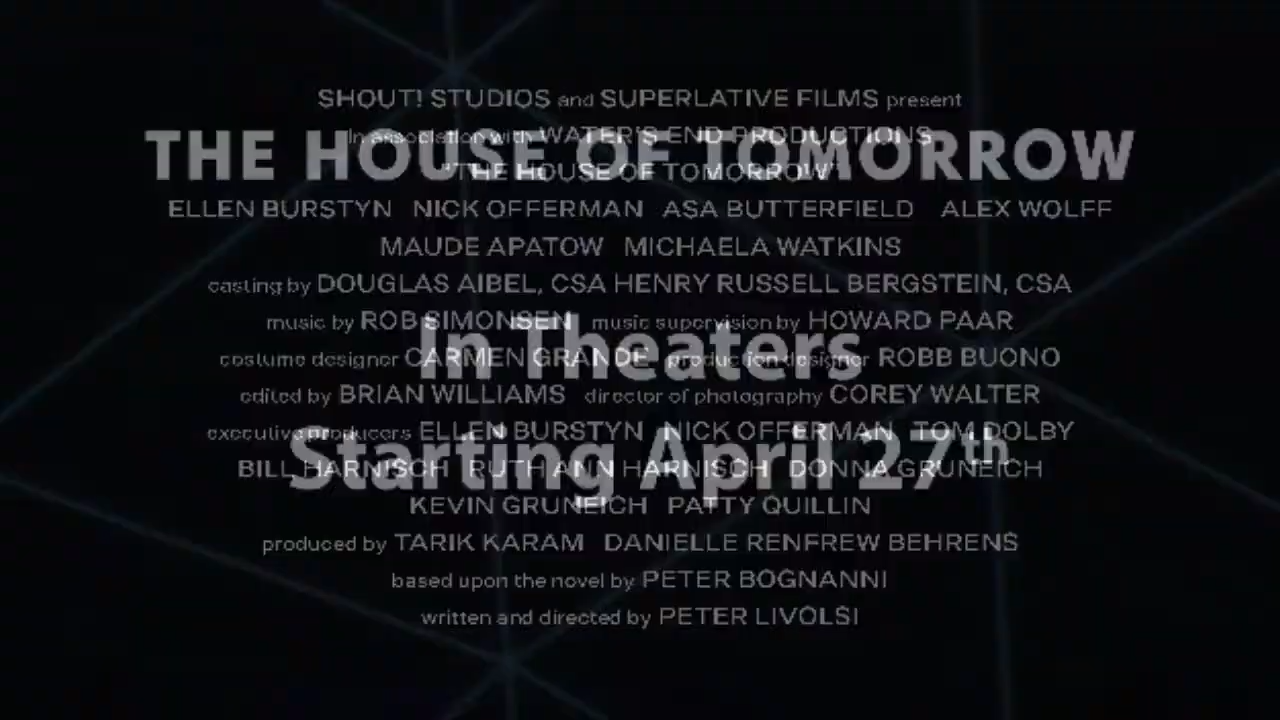 SHOUT! STUDIOS and SUPERLATIVE FILMS present
In association with WATER'S END PRODUCTIONS
THE HOUSE OF TOMORROW
"THE HOUSE OF TOMORROW"
ELLEN BURSTYN NICK OFFERMAN ASA BUTTERFIELD ALEX WOLFF
MAUDE APATOW MICHAELA WATKINS
casting by DOUGLAS AIBEL, CSA HENRY RUSSELL BERGSTEIN, CSA
music by ROB SIMONSEN music supervision by HOWARD PAAR
In Theaters
costume designer CARMEN GRANDE production designer ROBB BUONO
edited by BRIAN WILLIAMS director of photography COREY WALTER
executive producers ELLEN BURSTYN NICK OFFERMAN TOM DOLBY
Starting April 27th
BILL HARNISCH RUTH ANN HARNISCH DONNA GRUNEICH
KEVIN GRUNEICH PATTY QUILLIN
produced by TARIK KARAM DANIELLE RENFREW BEHRENS
based upon the novel by PETER BOGNANNI
written and directed by PETER LIVOLSI